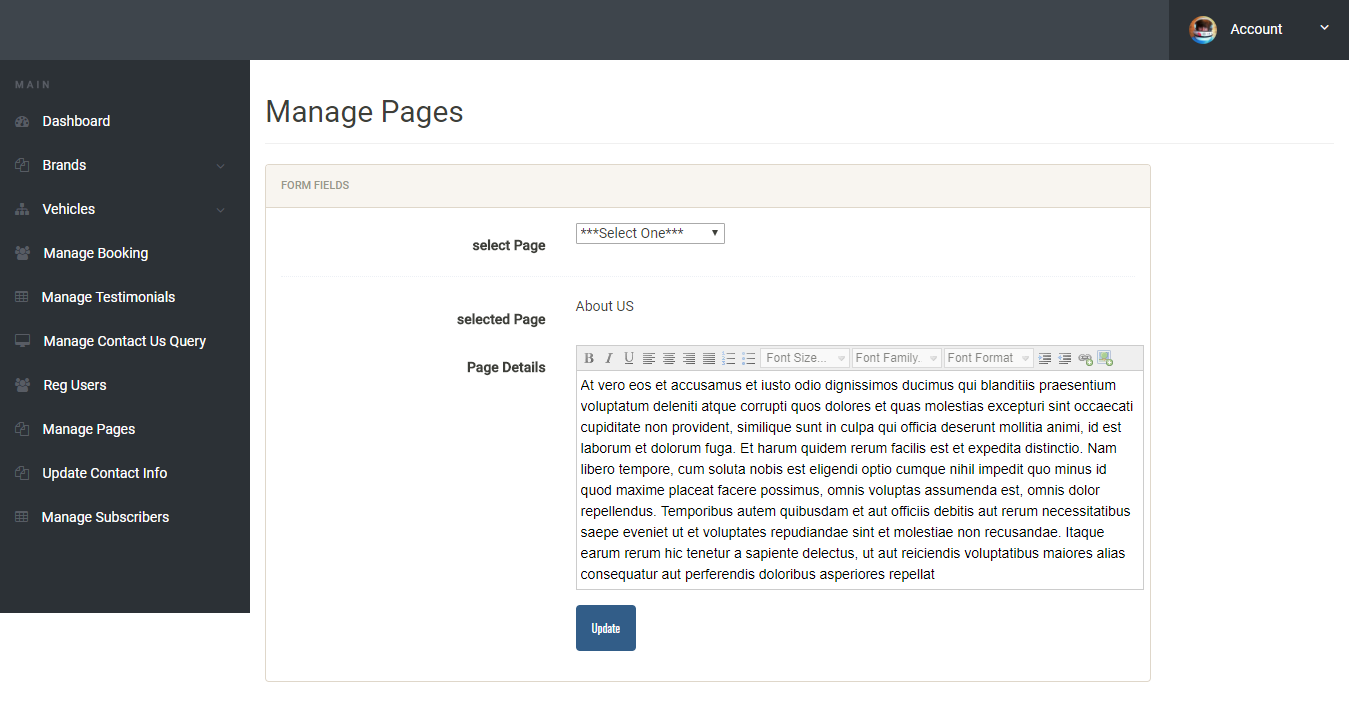 Account
MAIN
Dashboard
Brands
Vehicles
Manage Booking
Manage Testimonials
Manage Contact Us Query
Reg Users
Manage Pages
Update Contact Info
Manage Subscribers
Manage Pages
FORM FIELDS
select Page
***Select One***
selected Page
About US
Page Details
B I U Font Size... Font Family. Font Format
At vero eos et accusamus et iusto odio dignissimos ducimus qui blanditiis praesentium
voluptatum deleniti atque corrupti quos dolores et quas molestias excepturi sint occaecati
cupiditate non provident, similique sunt in culpa qui officia deserunt mollitia animi, id est
laborum et dolorum fuga. Et harum quidem rerum facilis est et expedita distinctio. Nam
libero tempore, cum soluta nobis est eligendi optio cumque nihil impedit quo minus id
quod maxime placeat facere possimus, omnis voluptas assumenda est, omnis dolor
repellendus. Temporibus autem quibusdam et aut officiis debitis aut rerum necessitatibus
saepe eveniet ut et voluptates repudiandae sint et molestiae non recusandae. Itaque
earum rerum hic tenetur a sapiente delectus, ut aut reiciendis voluptatibus maiores alias
consequatur aut perferendis doloribus asperiores repellat
Update